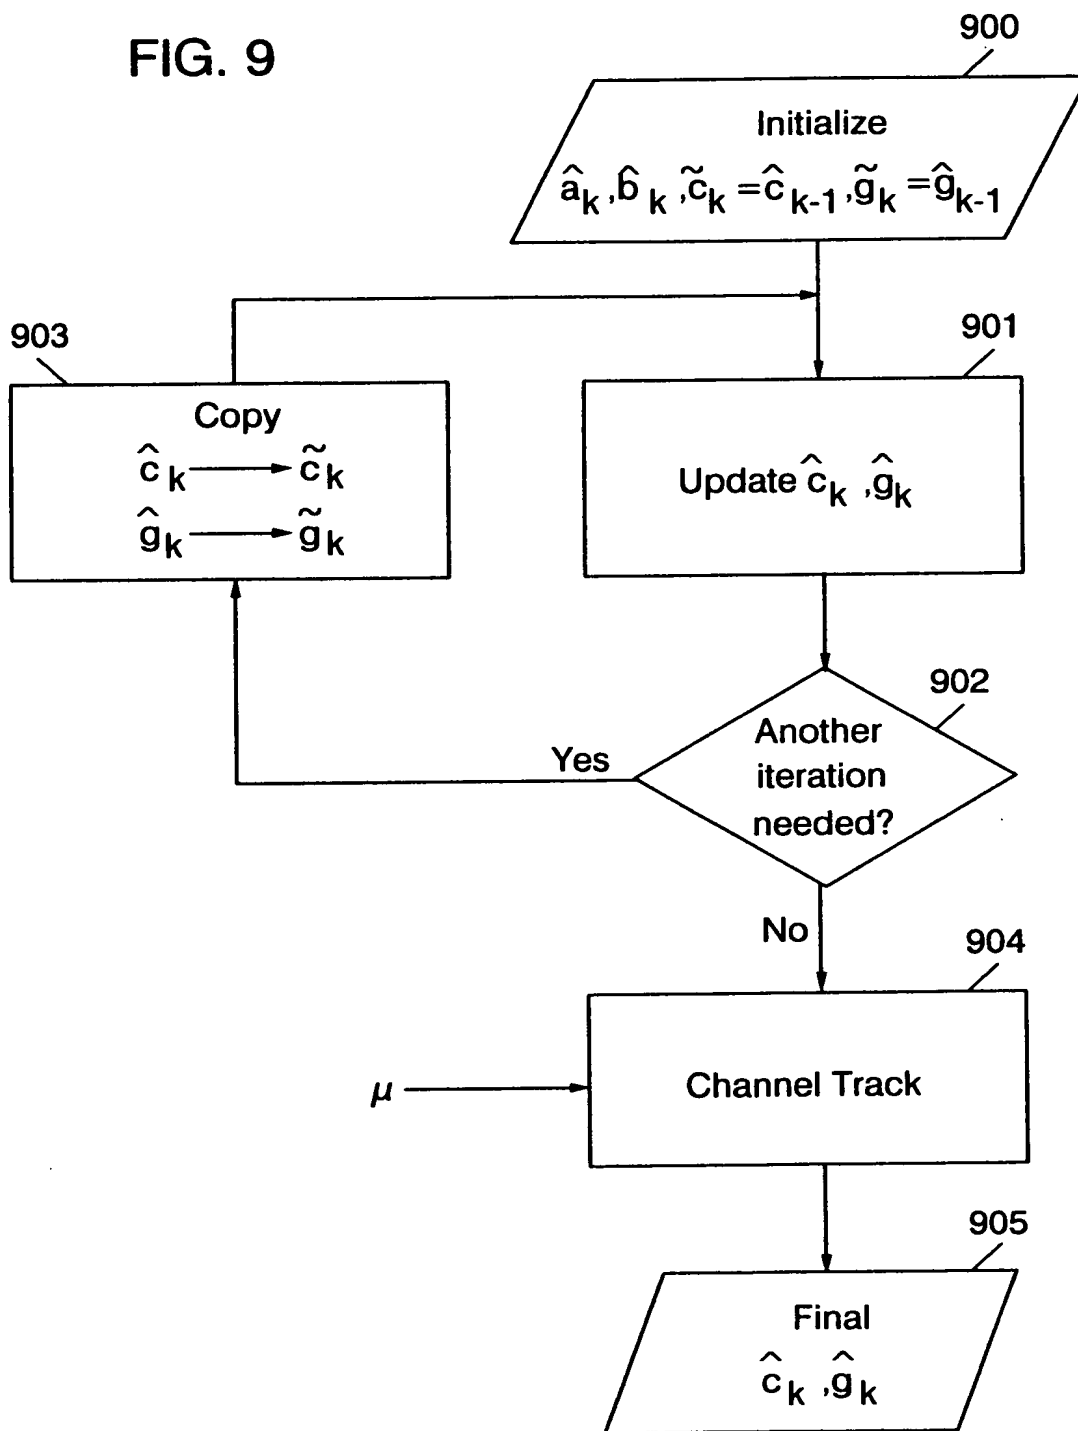 FIG. 9
900
Initialize
âₖ,b̂ₖ,c̃ₖ=ĉₖ₋₁,g̃ₖ=ĝₖ₋₁
903
901
Copy
ĉₖ → c̃ₖ
ĝₖ → g̃ₖ
Update ĉₖ ,ĝₖ
902
Another
iteration
needed?
Yes
No
904
μ
Channel Track
905
Final
ĉₖ ,ĝₖ